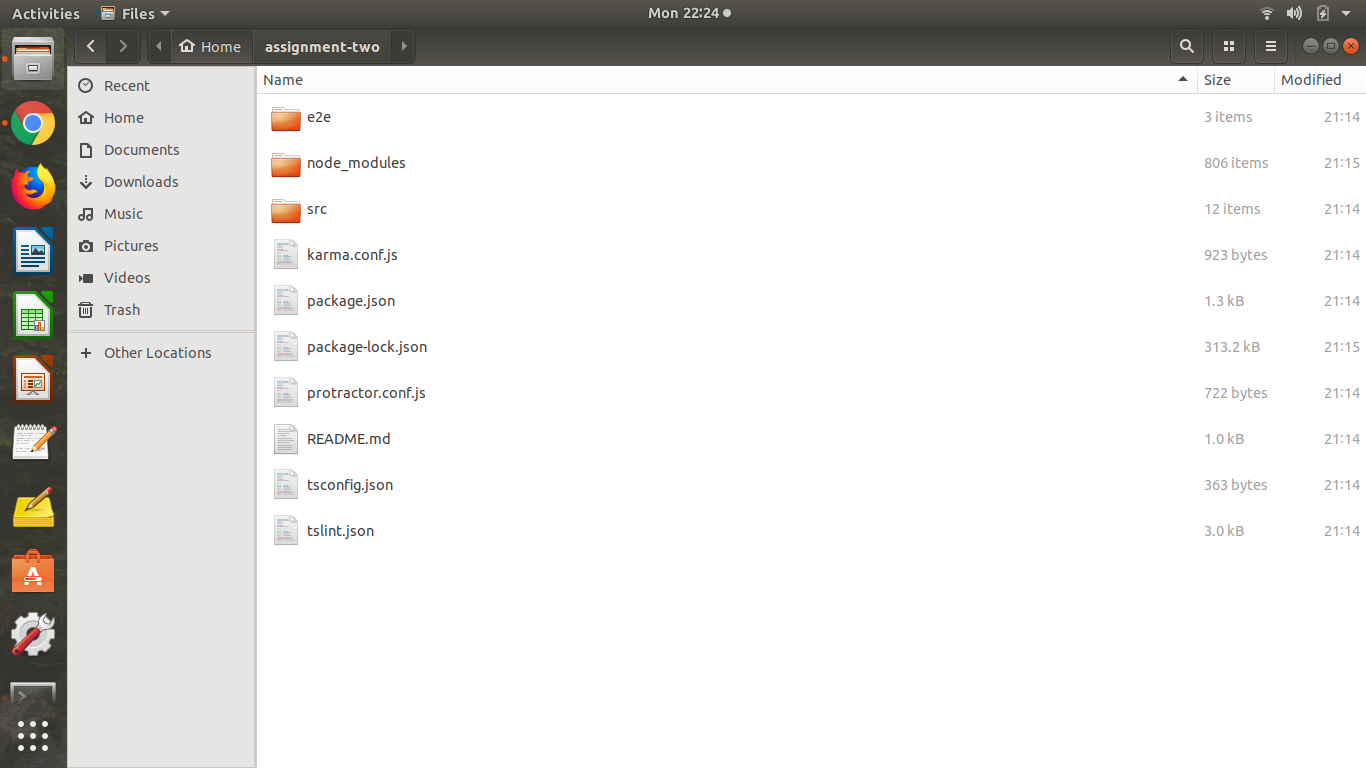 Activities Files Mon 22:24
Home assignment-two
Recent
Home
Documents
Downloads
Music
Pictures
Videos
Trash
Other Locations
Name Size Modified
e2e 3 items 21:14
node_modules 806 items 21:15
src 12 items 21:14
karma.conf.js 923 bytes 21:14
package.json 1.3 kB 21:14
package-lock.json 313.2 kB 21:15
protractor.conf.js 722 bytes 21:14
README.md 1.0 kB 21:14
tsconfig.json 363 bytes 21:14
tslint.json 3.0 kB 21:14